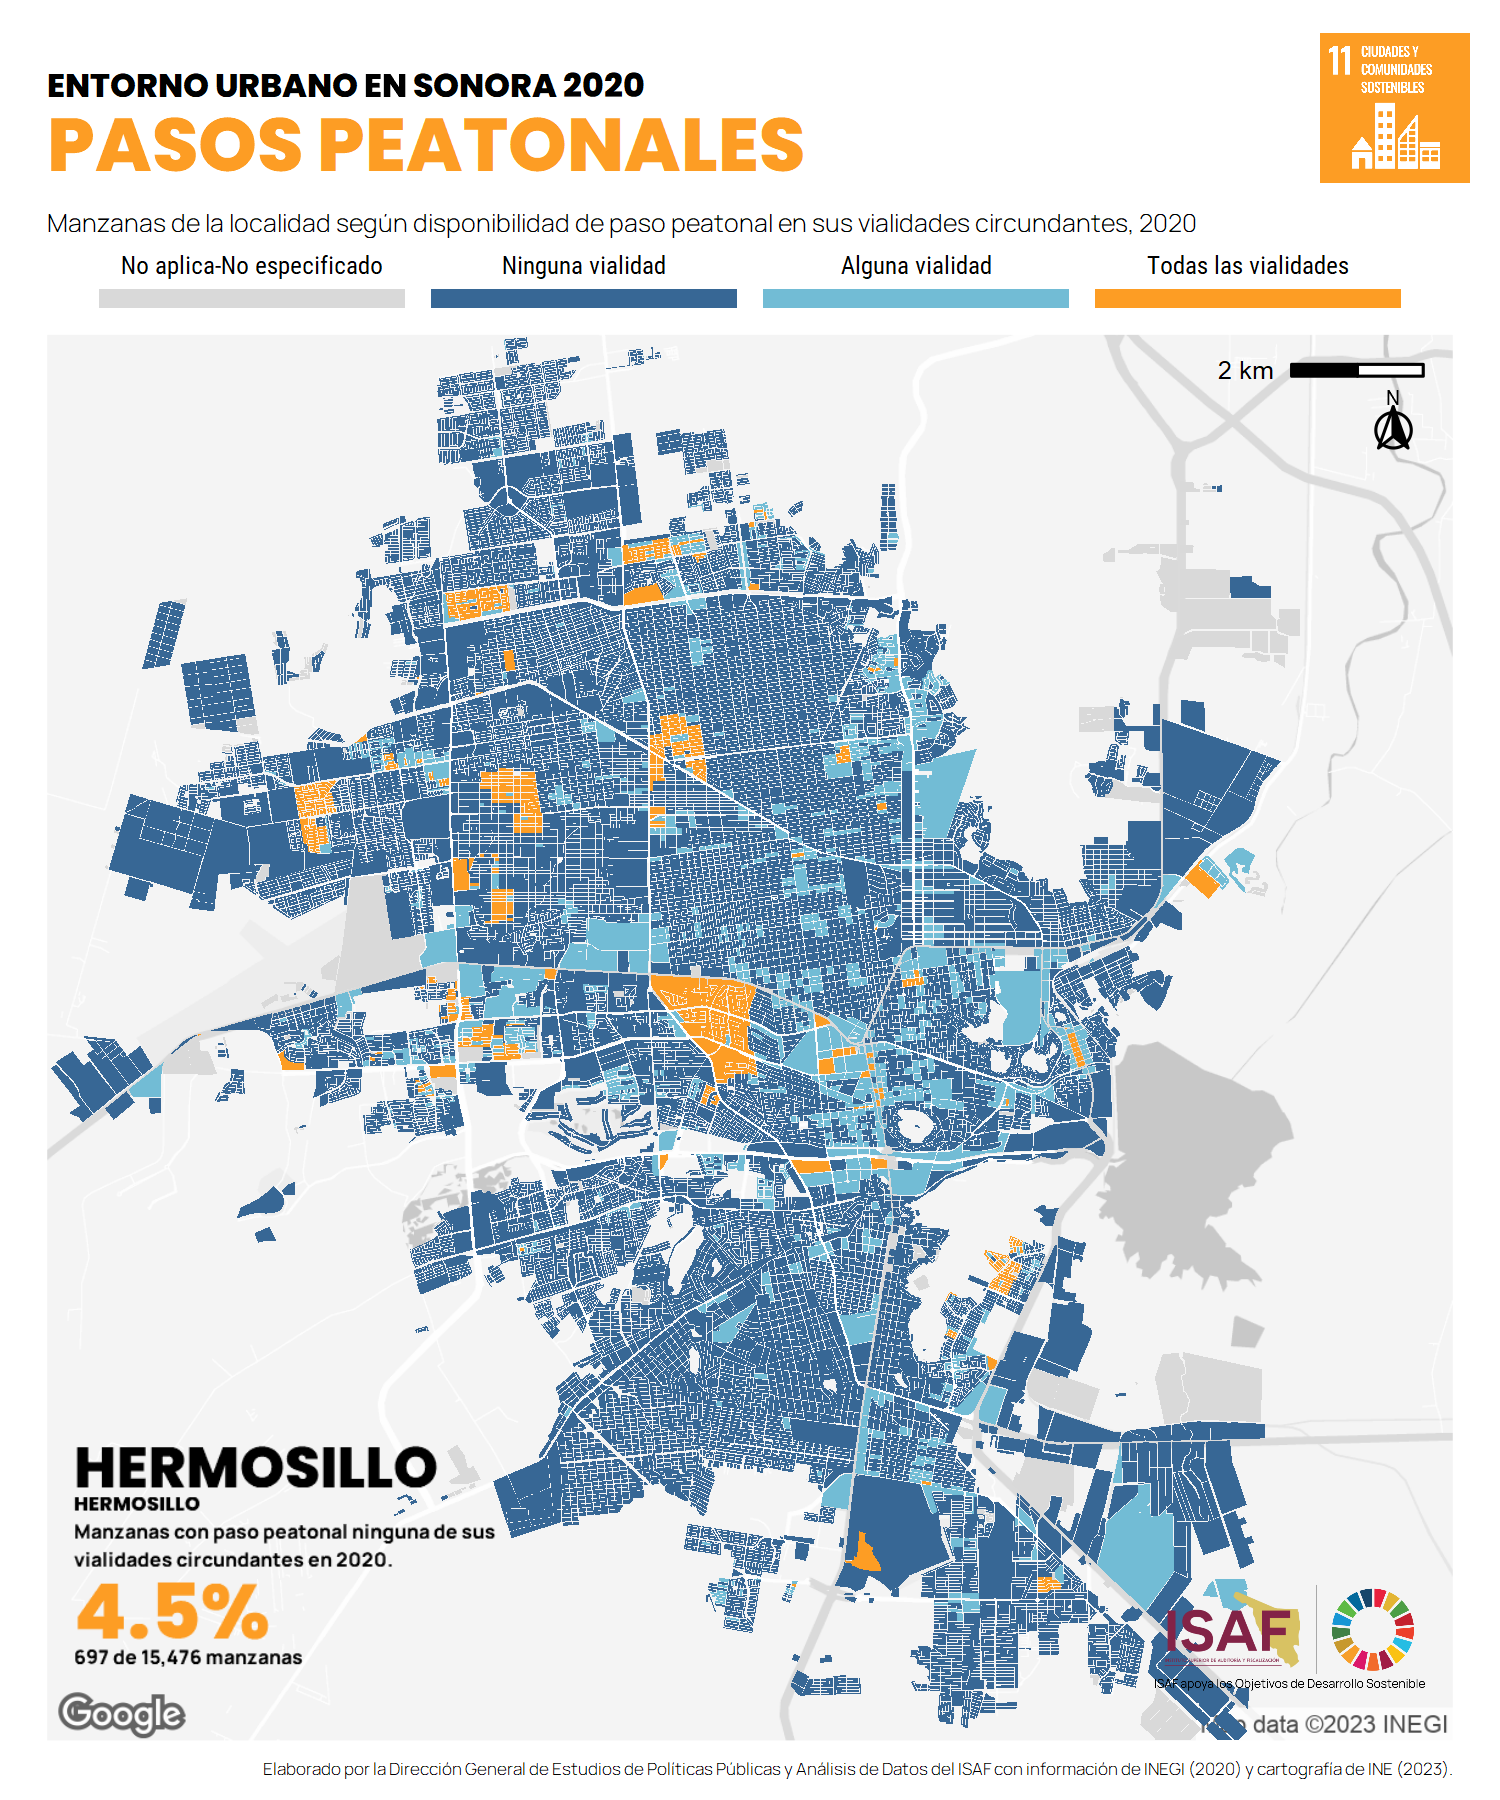 11 CIUDADES Y
COMUNIDADES
SOSTENIBLES
ENTORNO URBANO EN SONORA 2020
PASOS PEATONALES
Manzanas de la localidad según disponibilidad de paso peatonal en sus vialidades circundantes, 2020
No aplica-No especificado
Ninguna vialidad
Alguna vialidad
Todas las vialidades
2 km
N
HERMOSILLO
HERMOSILLO
Manzanas con paso peatonal ninguna de sus
vialidades circundantes en 2020.
4.5%
697 de 15,476 manzanas
ISAF
SUPERIOR DE AUDITORÍA Y FISCALIZACIÓN
ISAF apoya los Objetivos de Desarrollo Sostenible
Google
data ©2023 INEGI
Elaborado por la Dirección General de Estudios de Políticas Públicas y Análisis de Datos del ISAF con información de INEGI (2020) y cartografía de INE (2023).